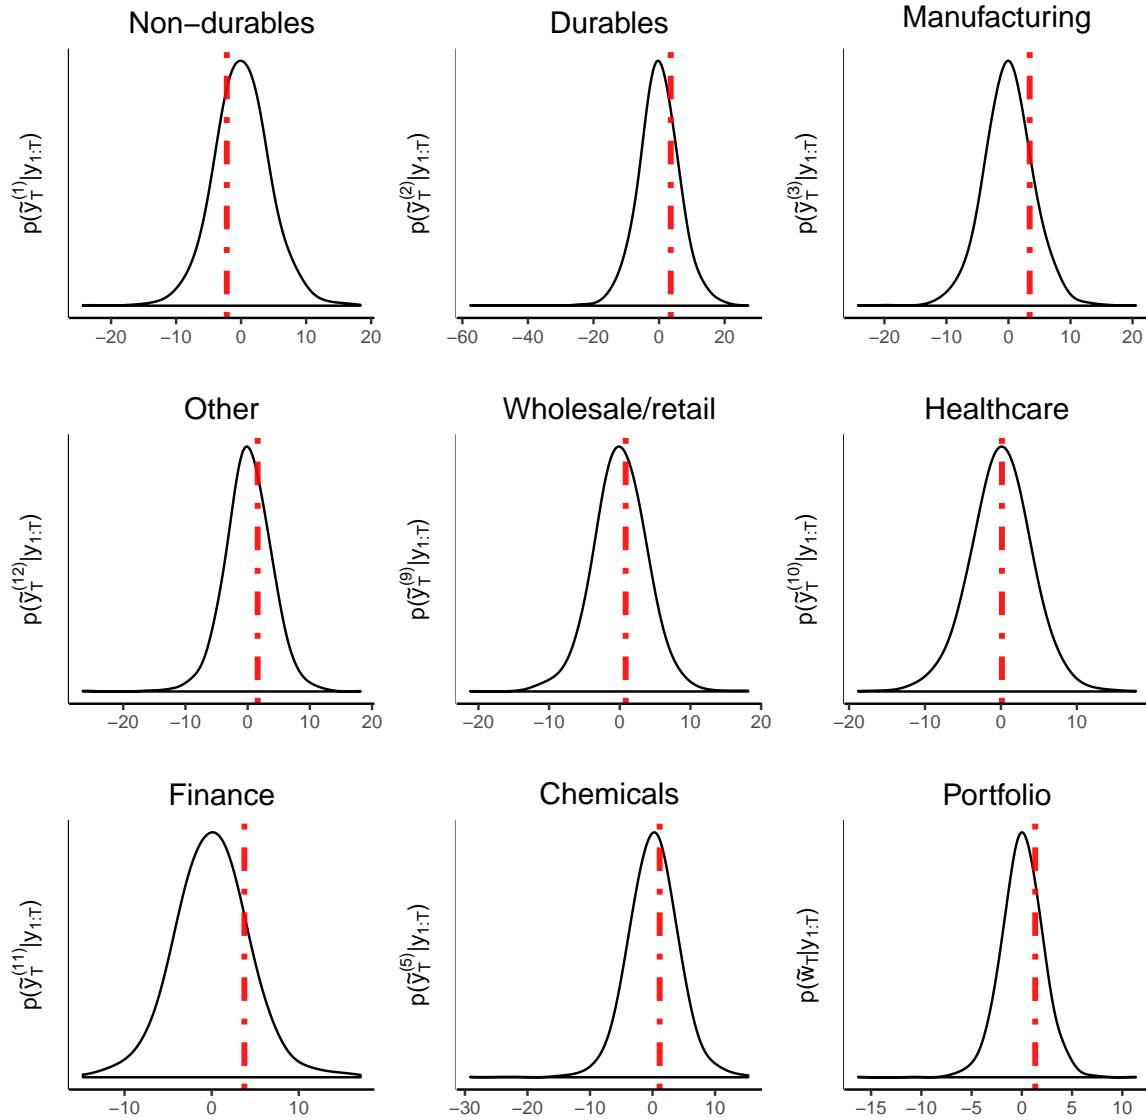 Non−durables
p(ỹ_T^(1)|y_1:T)
−20 −10 0 10 20
Durables
p(ỹ_T^(2)|y_1:T)
−60 −40 −20 0 20
Manufacturing
p(ỹ_T^(3)|y_1:T)
−20 −10 0 10 20
Other
p(ỹ_T^(12)|y_1:T)
−20 −10 0 10 20
Wholesale/retail
p(ỹ_T^(9)|y_1:T)
−20 −10 0 10 20
Healthcare
p(ỹ_T^(10)|y_1:T)
−20 −10 0 10
Finance
p(ỹ_T^(11)|y_1:T)
−10 0 10
Chemicals
p(ỹ_T^(5)|y_1:T)
−30 −20 −10 0 10
Portfolio
p(w̃_T|y_1:T)
−15 −10 −5 0 5 10